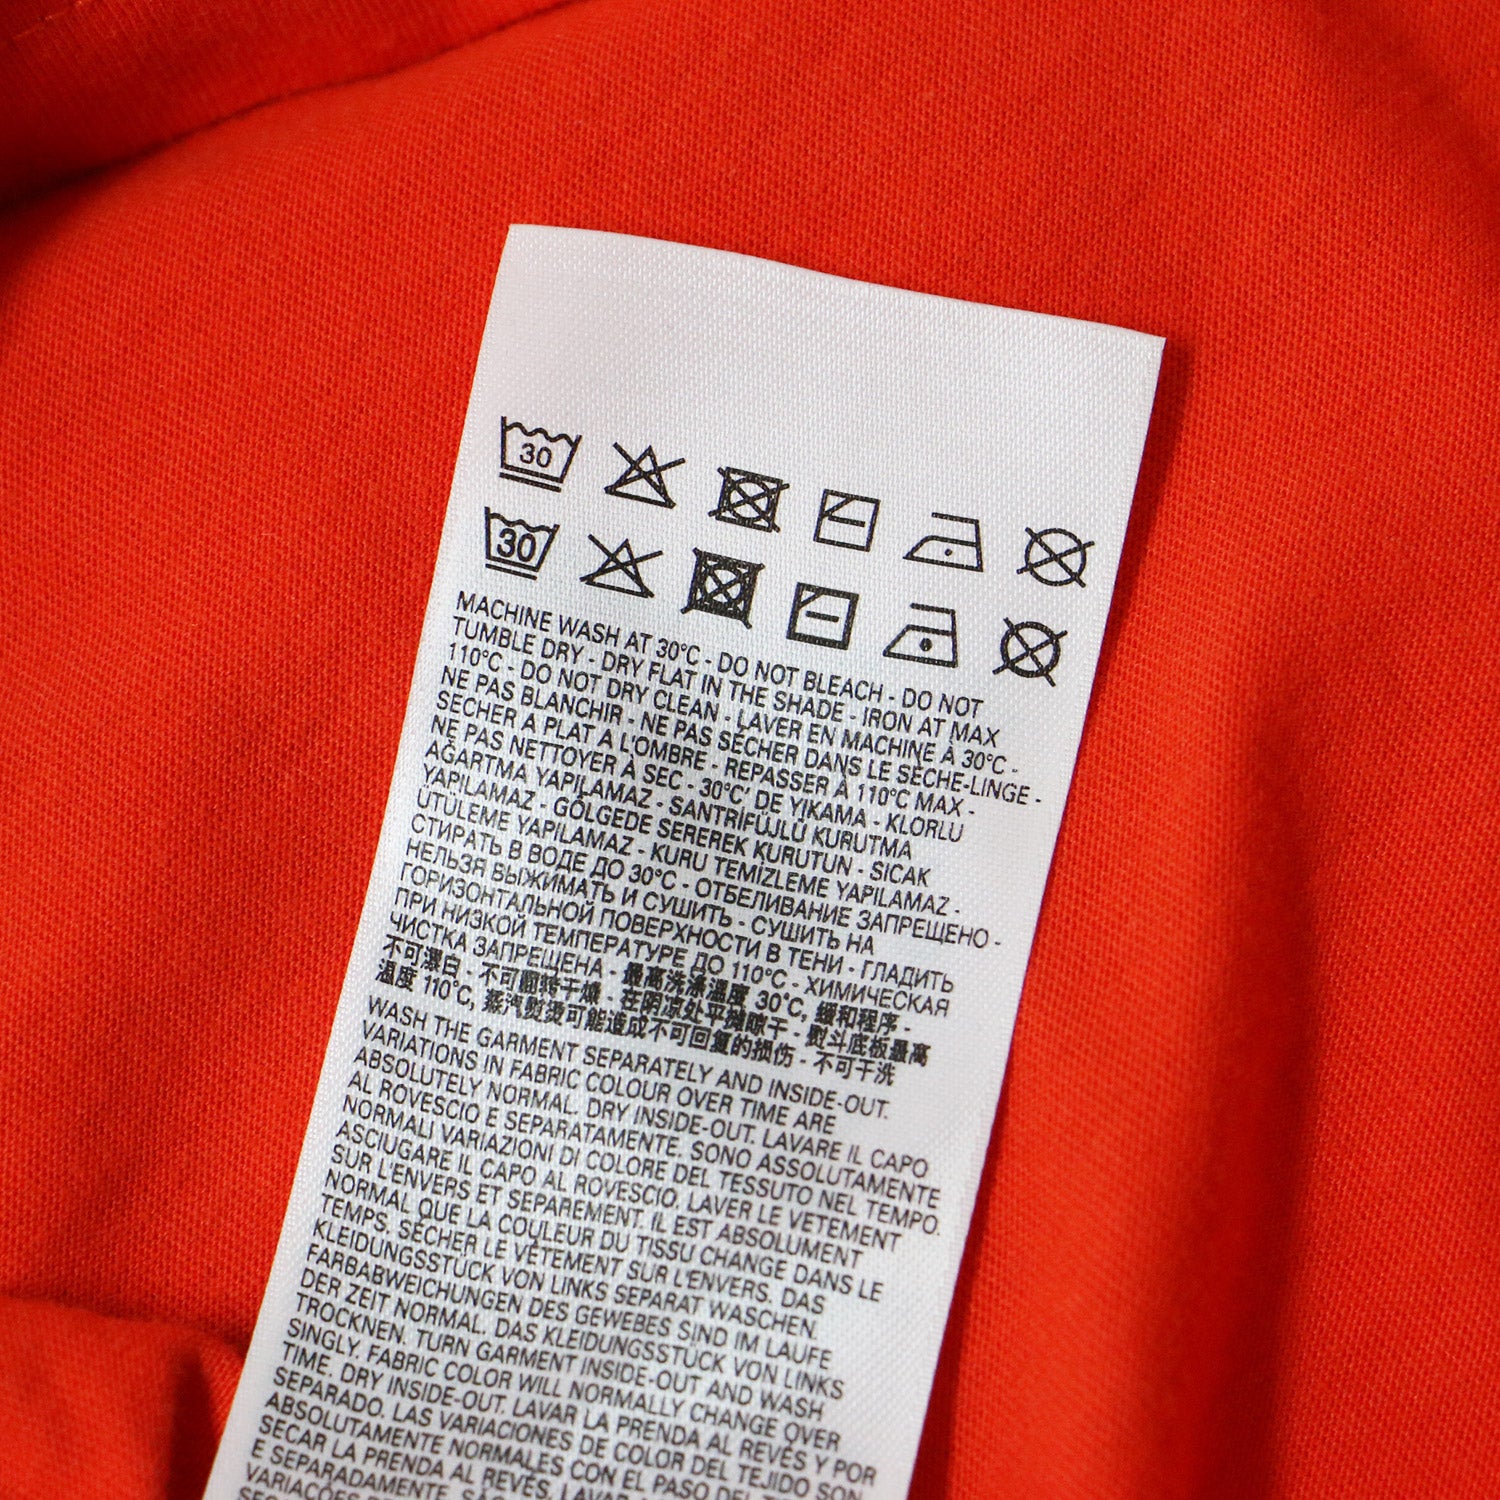 30
30
MACHINE WASH AT 30°C - DO NOT BLEACH - DO NOT
TUMBLE DRY - DRY FLAT IN THE SHADE - IRON AT MAX
110°C - DO NOT DRY CLEAN - LAVER EN MACHINE À 30°C -
NE PAS BLANCHIR - NE PAS SÉCHER DANS LE SÈCHE-LINGE -
SECHER A PLAT A L'OMBRE - REPASSER À 110°C MAX -
NE PAS NETTOYER À SEC - 30°C' DE YIKAMA - KLORLU
AĞARTMA YAPILAMAZ - SANTRİFÜJLÜ KURUTMA
YAPILAMAZ - GÖLGEDE SEREREK KURUTUN - SICAK
ÜTÜLEME YAPILAMAZ - KURU TEMİZLEME YAPILAMAZ -
СТИРАТЬ В ВОДЕ ДО 30°C - ОТБЕЛИВАНИЕ ЗАПРЕЩЕНО -
НЕЛЬЗЯ ВЫЖИМАТЬ И СУШИТЬ - СУШИТЬ НА
ГОРИЗОНТАЛЬНОЙ ПОВЕРХНОСТИ В ТЕНИ - ГЛАДИТЬ
ПРИ НИЗКОЙ ТЕМПЕРАТУРЕ ДО 110°C - ХИМИЧЕСКАЯ
ЧИСТКА ЗАПРЕЩЕНА - 最高洗涤温度 30°C, 缓和程序 -
不可漂白 - 不可翻转干燥 - 在阴凉处平摊晾干 - 熨斗底板最高
温度 110°C, 蒸汽熨烫可能造成不可回复的损伤 - 不可干洗
WASH THE GARMENT SEPARATELY AND INSIDE-OUT.
VARIATIONS IN FABRIC COLOUR OVER TIME ARE
ABSOLUTELY NORMAL. DRY INSIDE-OUT. LAVARE IL CAPO
AL ROVESCIO E SEPARATAMENTE. SONO ASSOLUTAMENTE
NORMALI VARIAZIONI DI COLORE DEL TESSUTO NEL TEMPO.
ASCIUGARE IL CAPO AL ROVESCIO. LAVER LE VETEMENT
SUR L'ENVERS ET SEPAREMENT. IL EST ABSOLUMENT
NORMAL QUE LA COULEUR DU TISSU CHANGE DANS LE
TEMPS. SÉCHER LE VÊTEMENT SUR L'ENVERS. DAS
KLEIDUNGSSTÜCK VON LINKS SEPARAT WASCHEN.
FARBABWEICHUNGEN DES GEWEBES SIND IM LAUFE
DER ZEIT NORMAL. DAS KLEIDUNGSSTÜCK VON LINKS
TROCKNEN. TURN GARMENT INSIDE-OUT AND WASH
SINGLY. FABRIC COLOR WILL NORMALLY CHANGE OVER
TIME. DRY INSIDE-OUT. LAVAR LA PRENDA AL REVÉS Y POR
SEPARADO. LAS VARIACIONES DE COLOR DEL TEJIDO SON
ABSOLUTAMENTE NORMALES CON EL PASO DEL
SECAR LA PRENDA AL REVÉS. LAVAR
E SEPARADAMENTE.
VARIAÇÕES